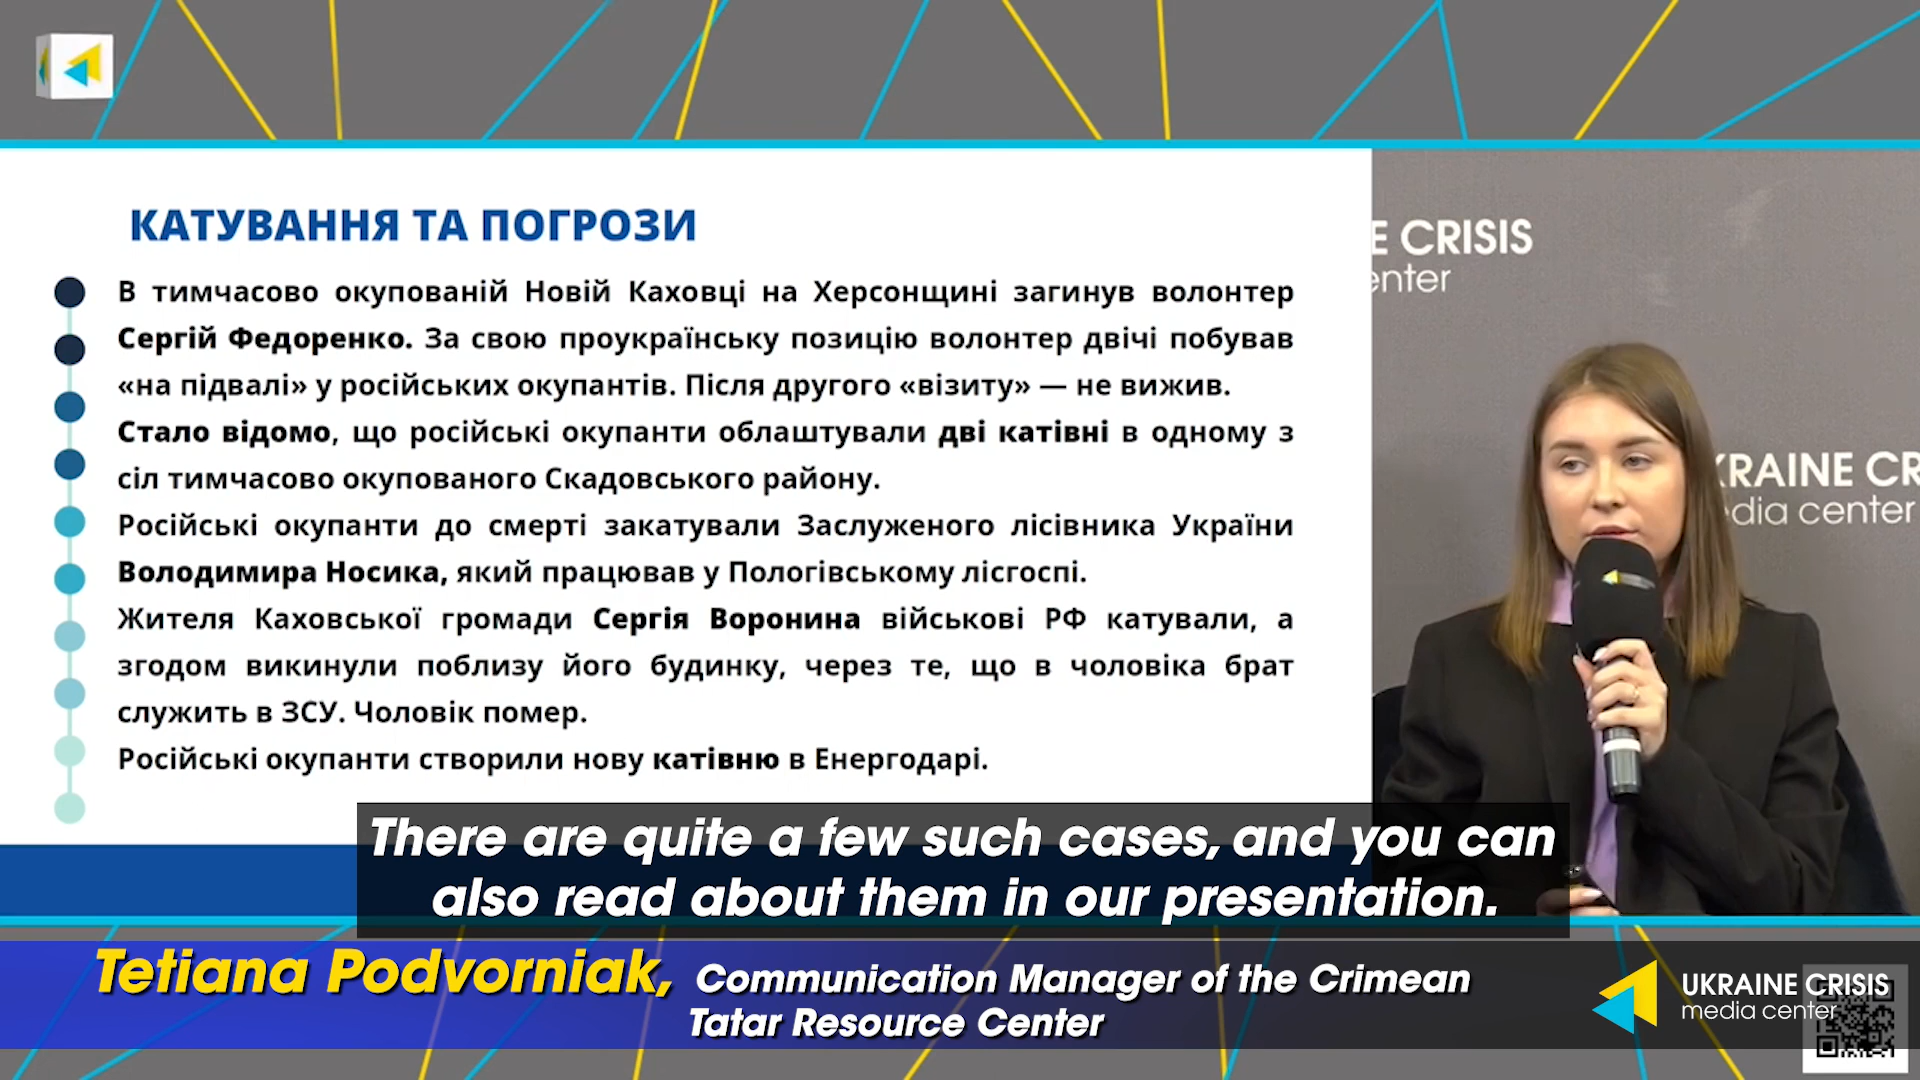 КАТУВАННЯ ТА ПОГРОЗИ
В тимчасово окупованій Новій Каховці на Херсонщині загинув волонтер
Сергій Федоренко. За свою проукраїнську позицію волонтер двічі побував
«на підвалі» у російських окупантів. Після другого «візиту» — не вижив.
Стало відомо, що російські окупанти облаштували дві катівні в одному з
сіл тимчасово окупованого Скадовського району.
Російські окупанти до смерті закатували Заслуженого лісівника України
Володимира Носика, який працював у Пологівському лісгоспі.
Жителя Каховської громади Сергія Воронина військові РФ катували, а
згодом викинули поблизу його будинку, через те, що в чоловіка брат
служить в ЗСУ. Чоловік помер.
Російські окупанти створили нову катівню в Енергодарі.
E CRISIS
enter
KRAINE CR
edia center
There are quite a few such cases, and you can
also read about them in our presentation.
Tetiana Podvorniak, Communication Manager of the Crimean
Tatar Resource Center
UKRAINE CRISIS
media center